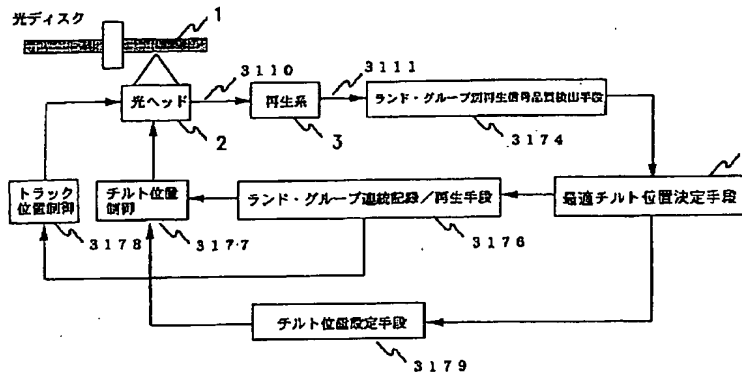 光ディスク
1
3110
3111
光ヘッド
再生系
ランド・グルーブ別再生信号品質検出手段
2
3
3174
トラック
位置制御
チルト位置
制御
ランド・グルーブ連続記録/再生手段
最適チルト位置決定手段
3178
3177
3176
チルト位置設定手段
3179